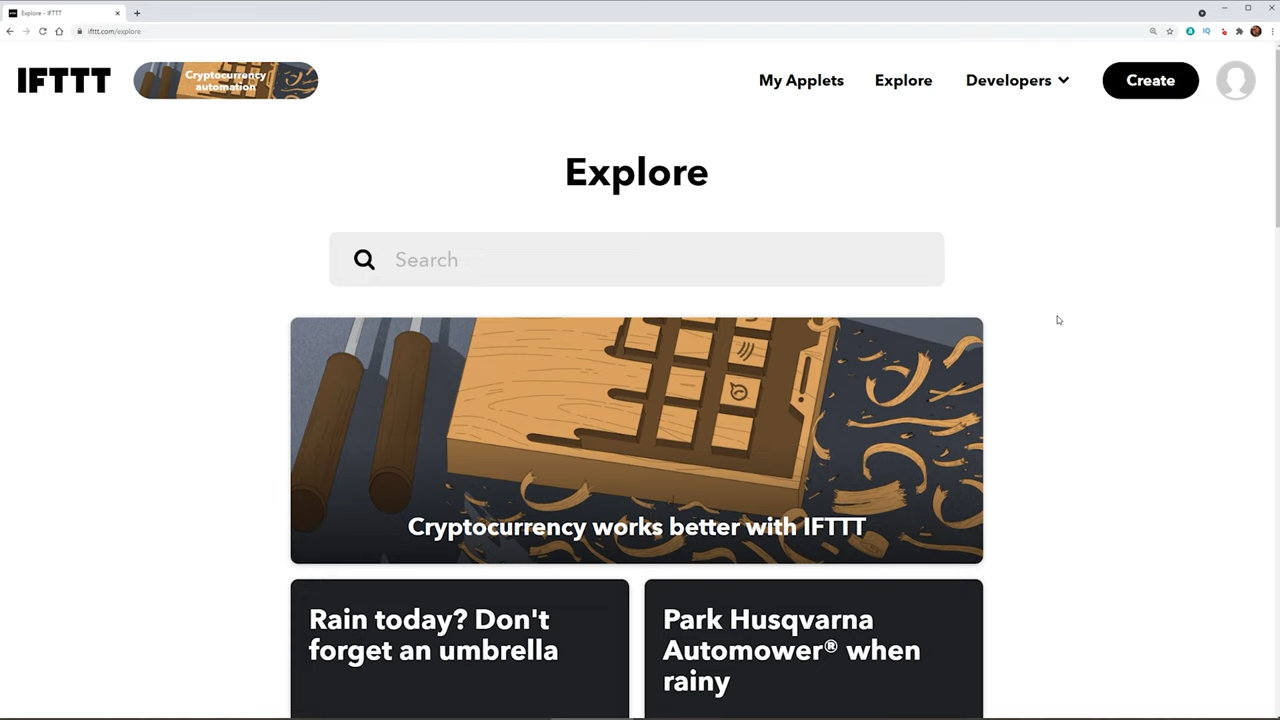 Explore - IFTTT
ifttt.com/explore
IFTTT
Cryptocurrency
automation
My Applets
Explore
Developers
Create
Explore
Search
Cryptocurrency works better with IFTTT
Rain today? Don't
forget an umbrella
Park Husqvarna
Automower® when
rainy